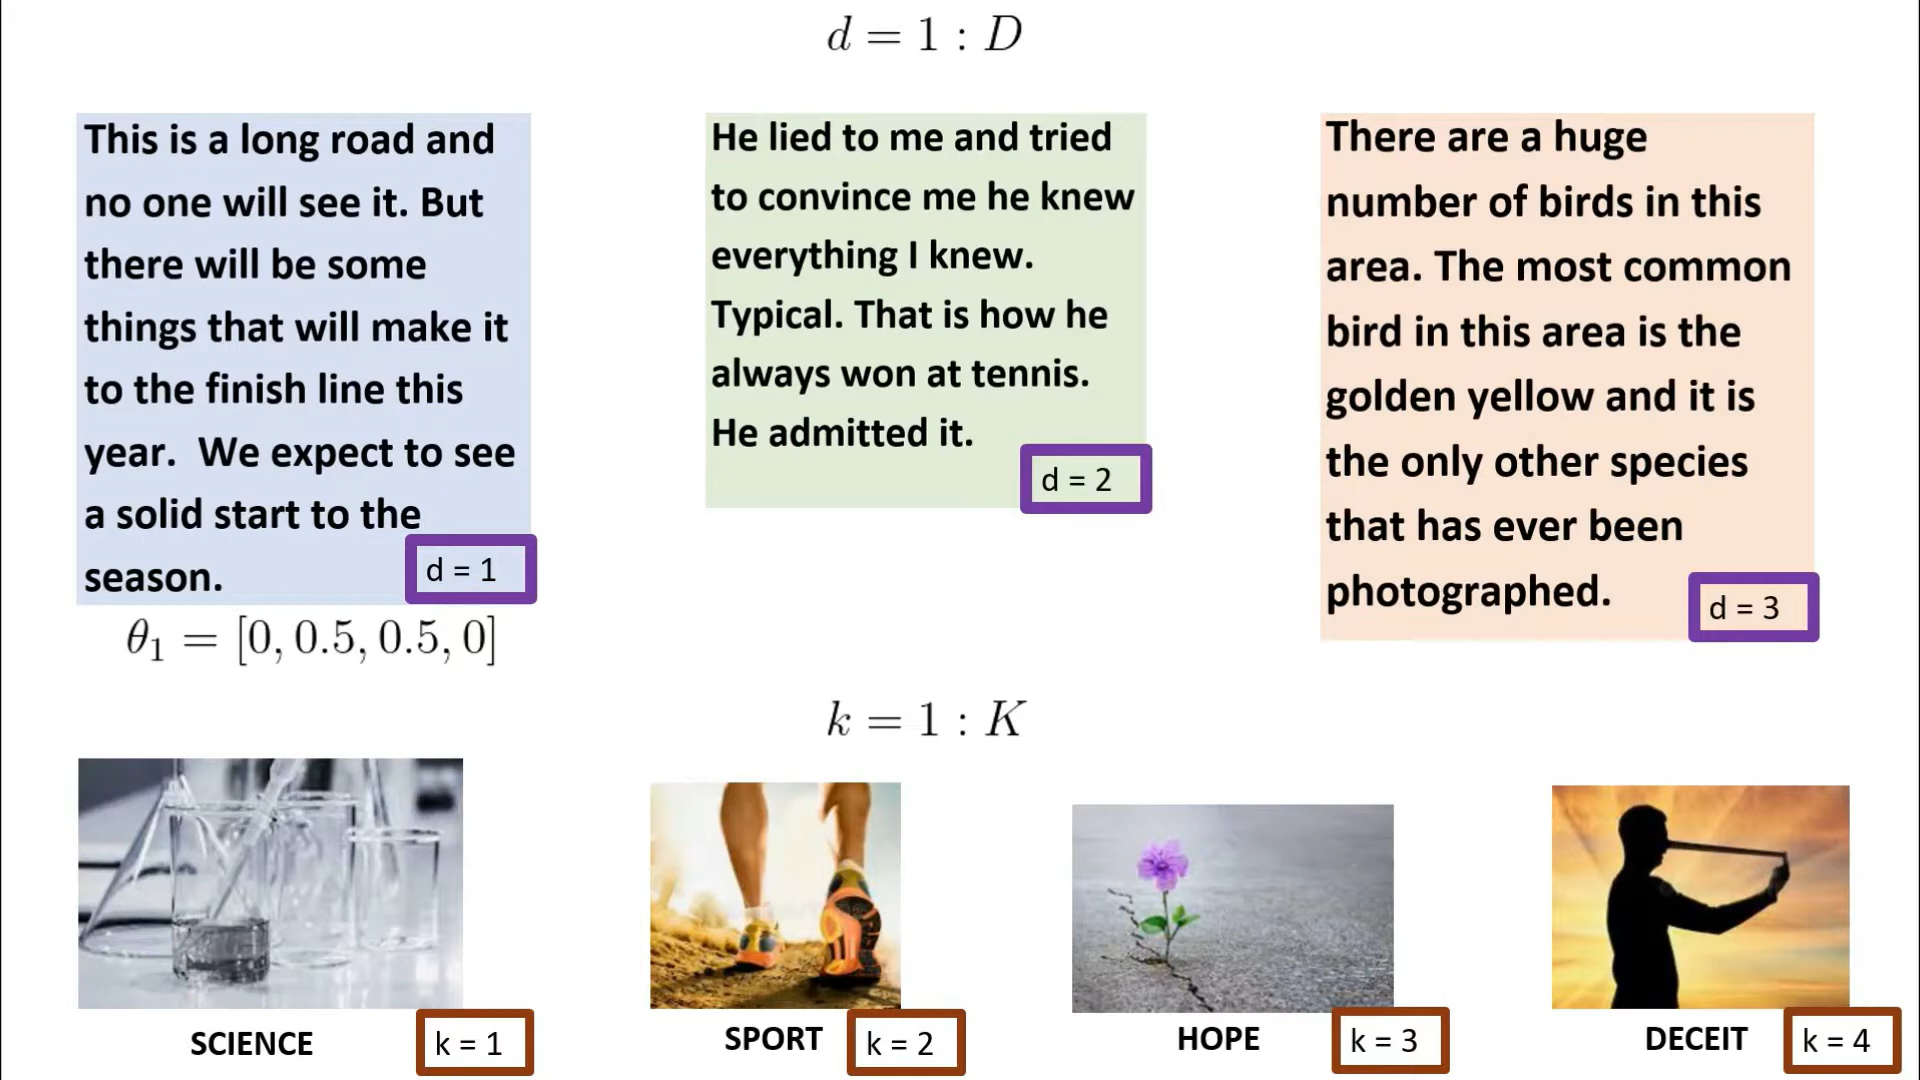 d = 1 : D
This is a long road and
no one will see it. But
there will be some
things that will make it
to the finish line this
year.  We expect to see
a solid start to the
season.
d = 1
θ₁ = [0, 0.5, 0.5, 0]
He lied to me and tried
to convince me he knew
everything I knew.
Typical. That is how he
always won at tennis.
He admitted it.
d = 2
There are a huge
number of birds in this
area. The most common
bird in this area is the
golden yellow and it is
the only other species
that has ever been
photographed.
d = 3
k = 1 : K
SCIENCE
k = 1
SPORT
k = 2
HOPE
k = 3
DECEIT
k = 4